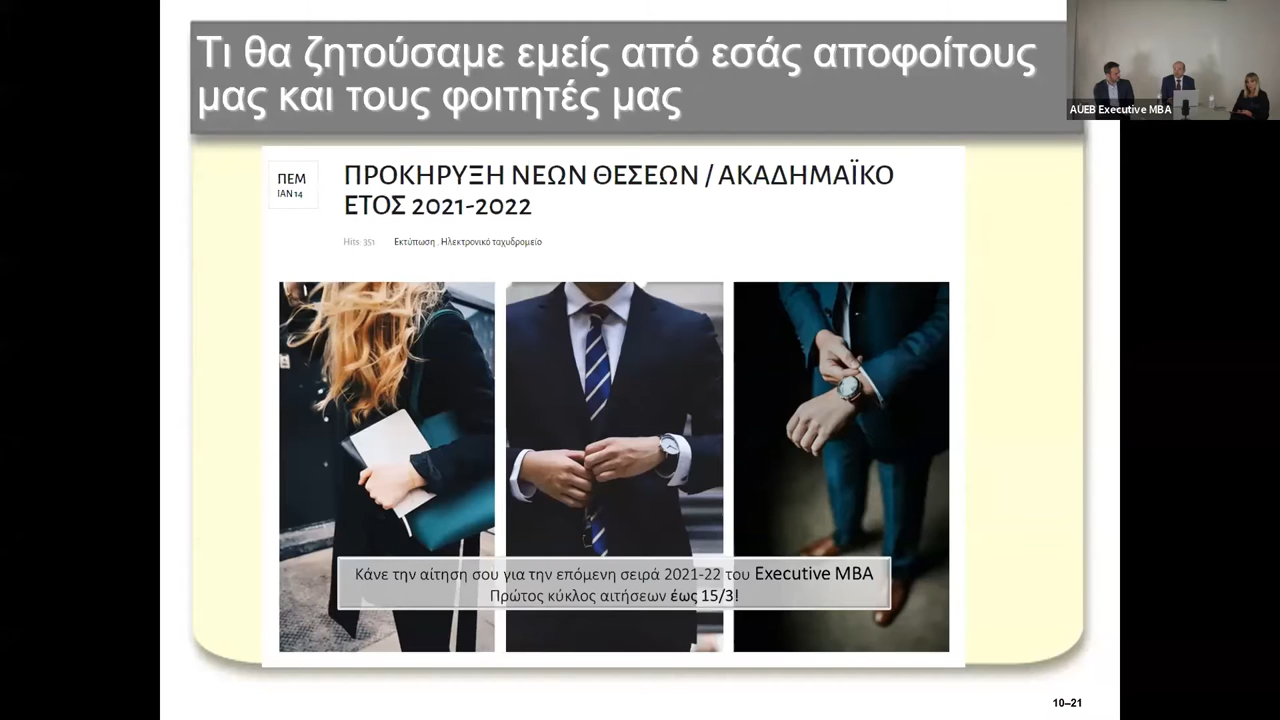 Τι θα ζητούσαμε εμείς από εσάς αποφοίτους
μας και τους φοιτητές μας
AUEB Executive MBA
ΠΕΜ
ΙΑΝ 14
ΠΡΟΚΗΡΥΞΗ ΝΕΩΝ ΘΕΣΕΩΝ / ΑΚΑΔΗΜΑΪΚΟ
ΕΤΟΣ 2021-2022
Hits: 351 Εκτύπωση , Ηλεκτρονικό ταχυδρομείο
Κάνε την αίτηση σου για την επόμενη σειρά 2021-22 του Executive MBA
Πρώτος κύκλος αιτήσεων έως 15/3!
10–21